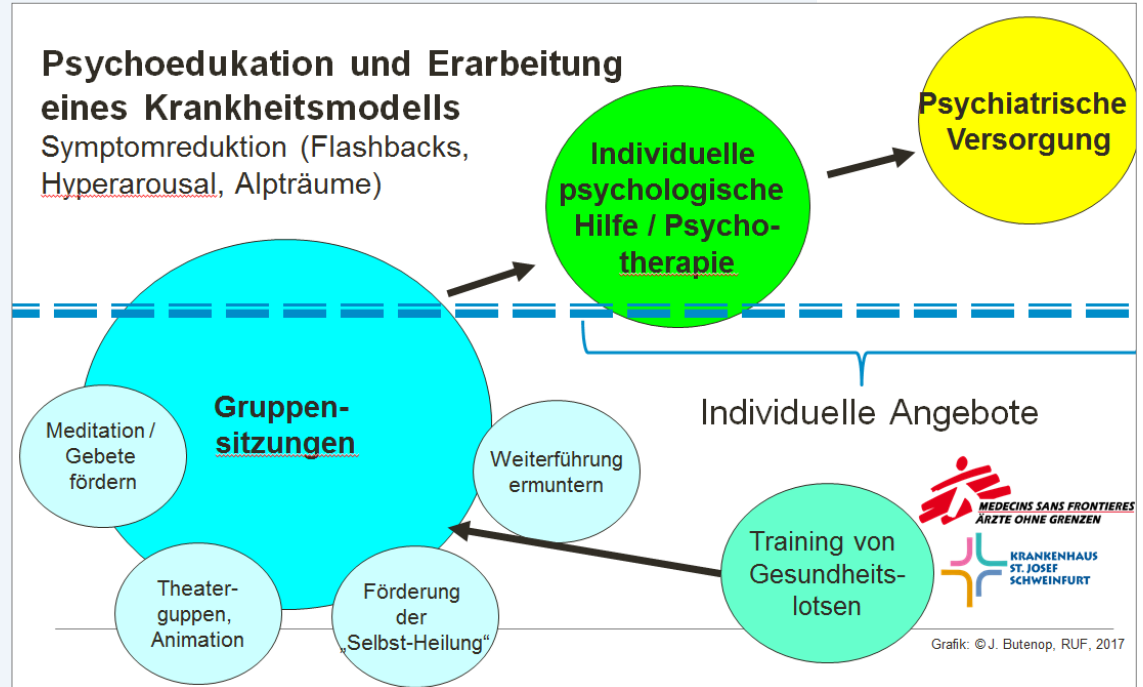 Psychoedukation und Erarbeitung
eines Krankheitsmodells
Symptomreduktion (Flashbacks,
Hyperarousal, Alpträume)
Psychiatrische
Versorgung
Individuelle
psychologische
Hilfe / Psycho-
therapie
Gruppen-
sitzungen
Individuelle Angebote
Meditation /
Gebete
fördern
Weiterführung
ermuntern
Theater-
guppen,
Animation
Förderung
der
„Selbst-Heilung“
Training von
Gesundheits-
lotsen
MEDECINS SANS FRONTIERES
ÄRZTE OHNE GRENZEN
KRANKENHAUS
ST. JOSEF
SCHWEINFURT
Grafik: © J. Butenop, RUF, 2017